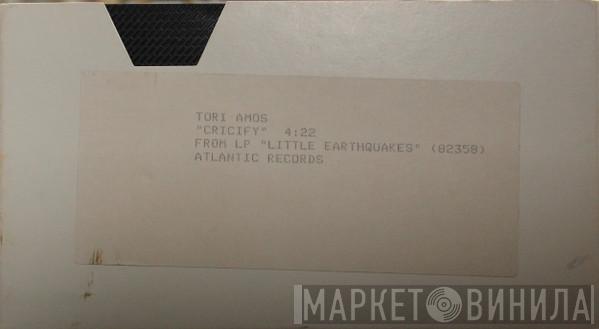 TORI AMOS
"CRICIFY" 4:22
FROM LP "LITTLE EARTHQUAKES" (82358)
ATLANTIC RECORDS
МАРКЕТ ВИНИЛА